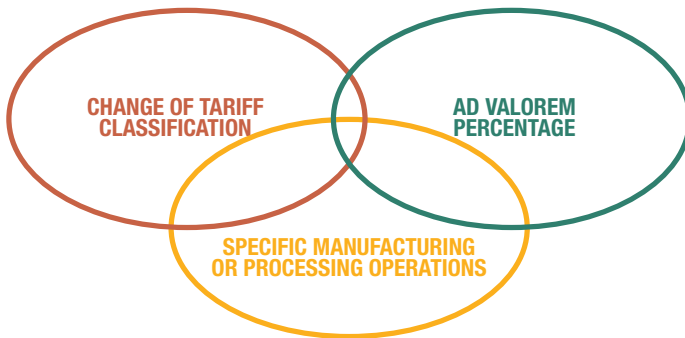 CHANGE OF TARIFF
CLASSIFICATION
AD VALOREM
PERCENTAGE
SPECIFIC MANUFACTURING
OR PROCESSING OPERATIONS